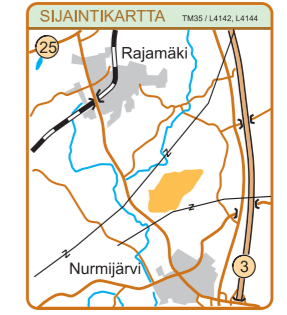 SIJAINTIKARTTA TM35 / L4142, L4144
25
Rajamäki
Nurmijärvi
3